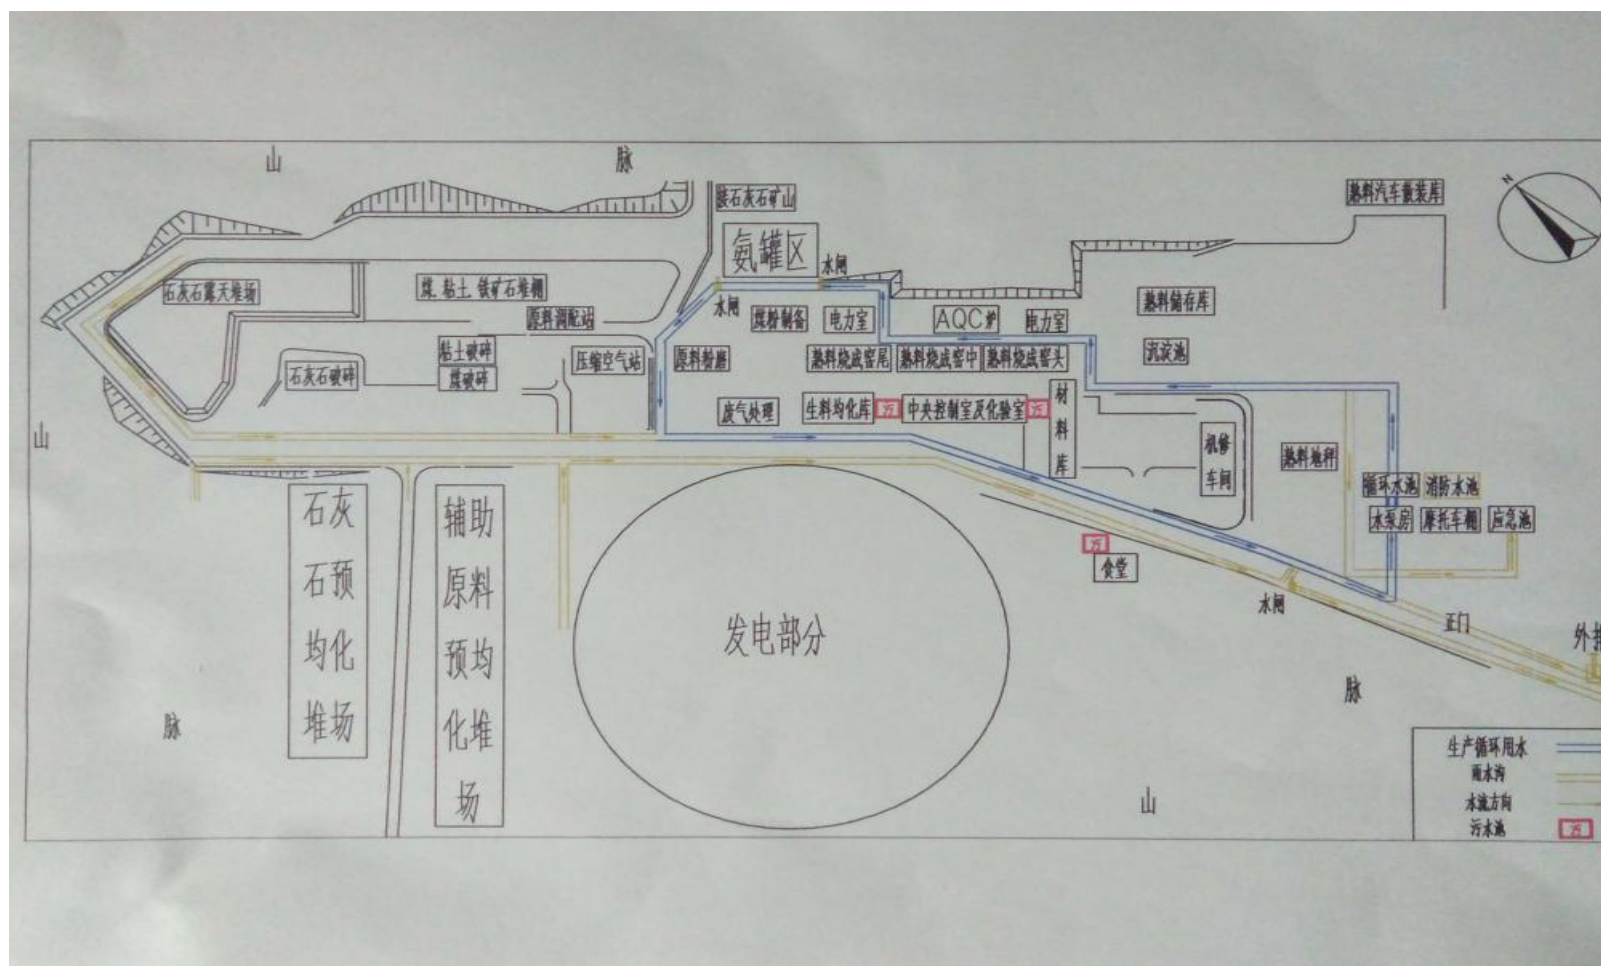 山
脉
接石灰石矿山
熟料汽车散装库
N
氨罐区
水闸
石灰石露天堆场
煤、粘土、铁矿石堆棚
水闸
熟料储存库
原料调配站
煤粉制备
电力室
AQC炉
电力室
粘土破碎
压缩空气站
原料粉磨
熟料烧成窑尾
熟料烧成窑中
熟料烧成窑头
沉淀池
石灰石破碎
煤破碎
废气处理
生料均化库
污
中央控制室及化验室
污
材料库
山
机修车间
熟料地秤
循环水池
消防水池
水泵房
摩托车棚
应急池
石灰石预均化堆场
辅助原料预均化堆场
污
食堂
水闸
正门
外排
发电部分
脉
脉
山
生产循环用水
雨水沟
水流方向
污水池
污